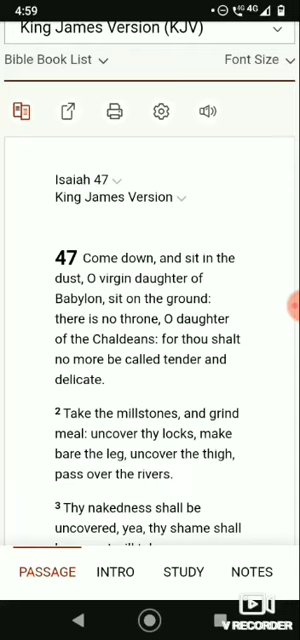 4:59
4G 4G
King James Version (KJV)
Bible Book List
Font Size
Isaiah 47
King James Version
47 Come down, and sit in the
dust, O virgin daughter of
Babylon, sit on the ground:
there is no throne, O daughter
of the Chaldeans: for thou shalt
no more be called tender and
delicate.
2 Take the millstones, and grind
meal: uncover thy locks, make
bare the leg, uncover the thigh,
pass over the rivers.
3 Thy nakedness shall be
uncovered, yea, thy shame shall
PASSAGE INTRO STUDY NOTES
V RECORDER